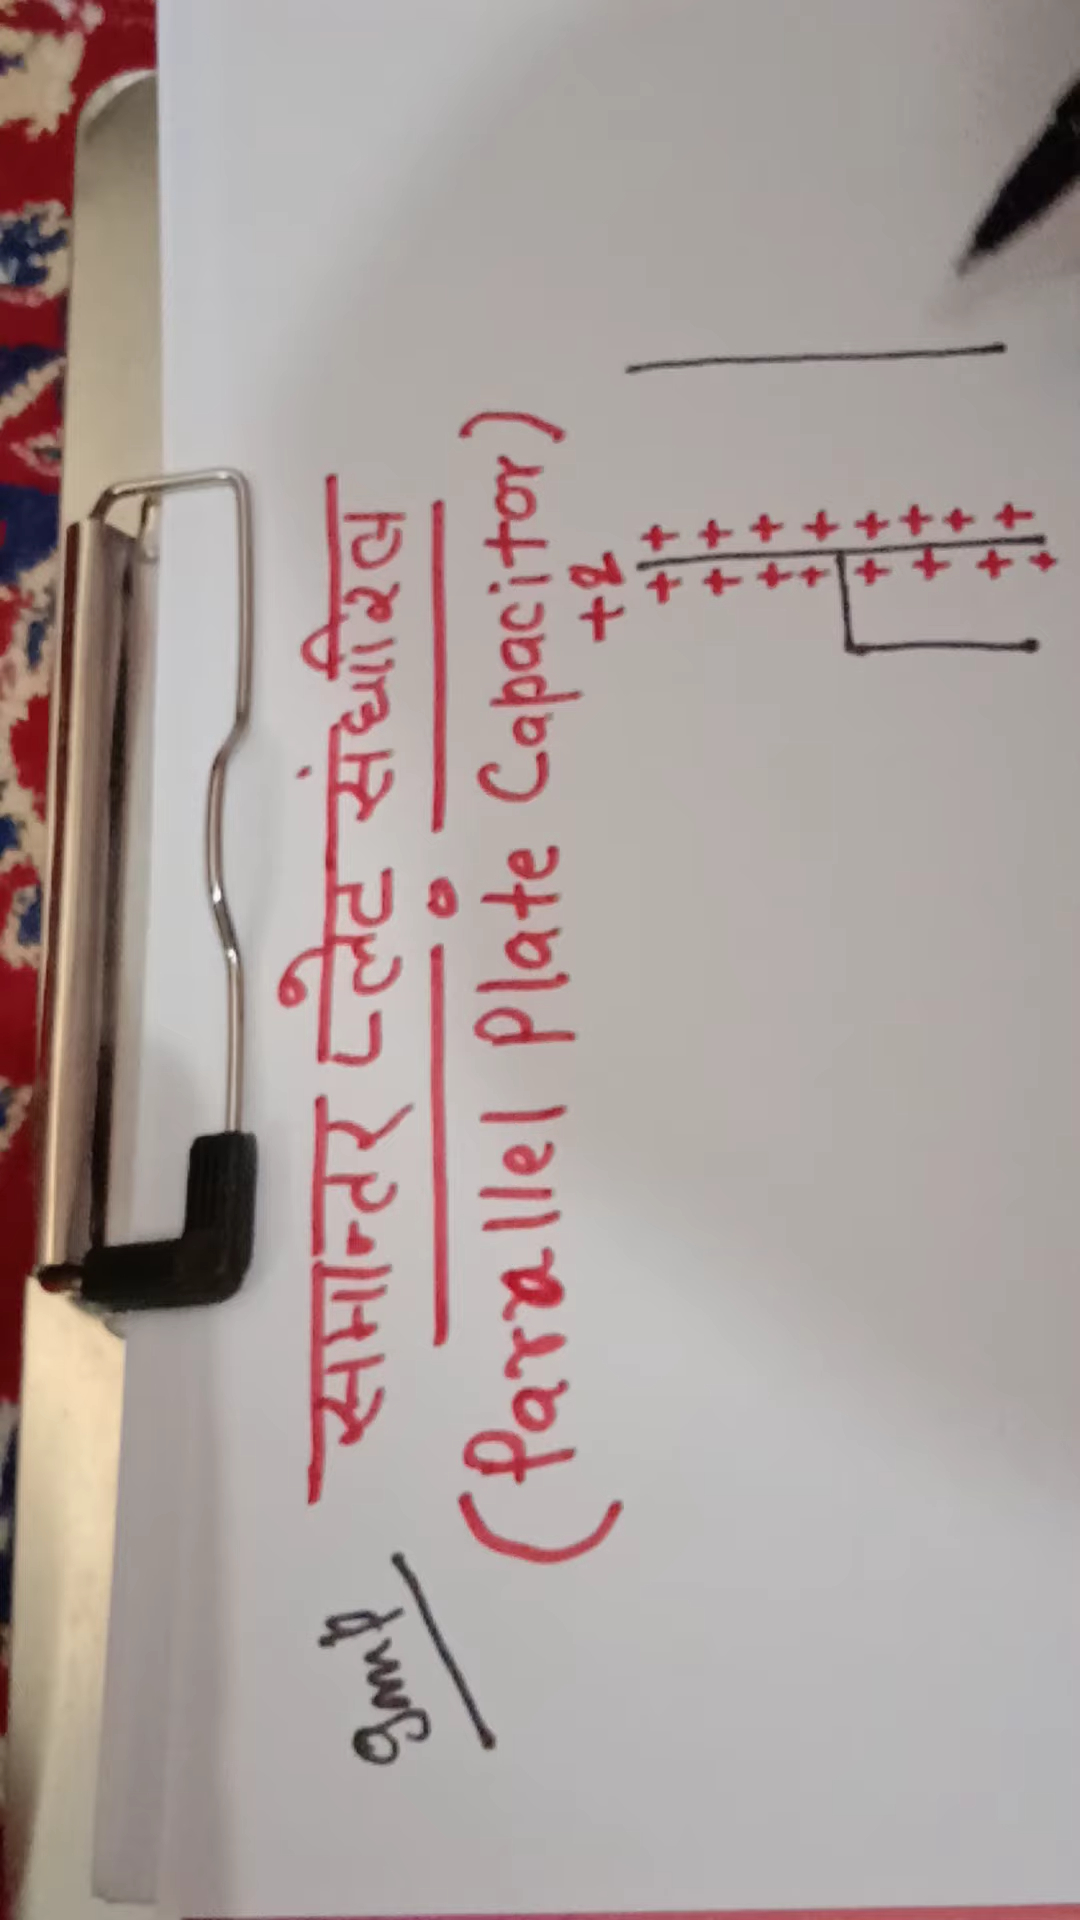 Imp
समान्तर प्लेट संधारित्र
(Parallel Plate Capacitor)
+q
+ + + + + + + +
+ + + + + + + +